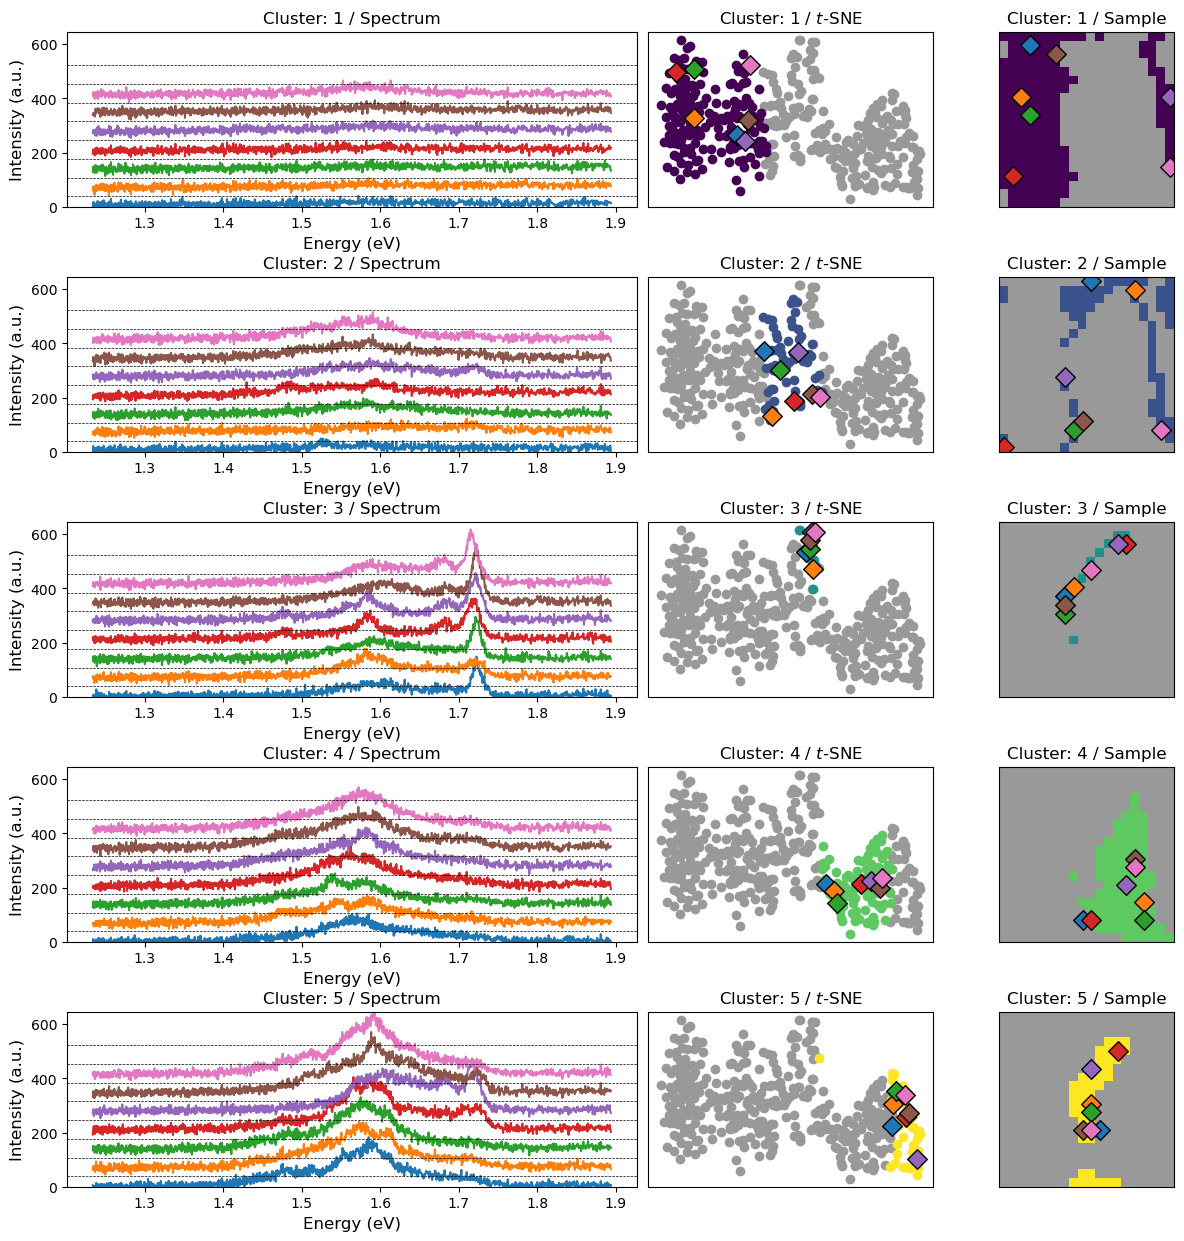 Cluster: 1 / Spectrum
Cluster: 1 / t-SNE
Cluster: 1 / Sample
Intensity (a.u.)
600
400
200
0
1.3 1.4 1.5 1.6 1.7 1.8 1.9
Energy (eV)
Cluster: 2 / Spectrum
Cluster: 2 / t-SNE
Cluster: 2 / Sample
Intensity (a.u.)
600
400
200
0
1.3 1.4 1.5 1.6 1.7 1.8 1.9
Energy (eV)
Cluster: 3 / Spectrum
Cluster: 3 / t-SNE
Cluster: 3 / Sample
Intensity (a.u.)
600
400
200
0
1.3 1.4 1.5 1.6 1.7 1.8 1.9
Energy (eV)
Cluster: 4 / Spectrum
Cluster: 4 / t-SNE
Cluster: 4 / Sample
Intensity (a.u.)
600
400
200
0
1.3 1.4 1.5 1.6 1.7 1.8 1.9
Energy (eV)
Cluster: 5 / Spectrum
Cluster: 5 / t-SNE
Cluster: 5 / Sample
Intensity (a.u.)
600
400
200
0
1.3 1.4 1.5 1.6 1.7 1.8 1.9
Energy (eV)